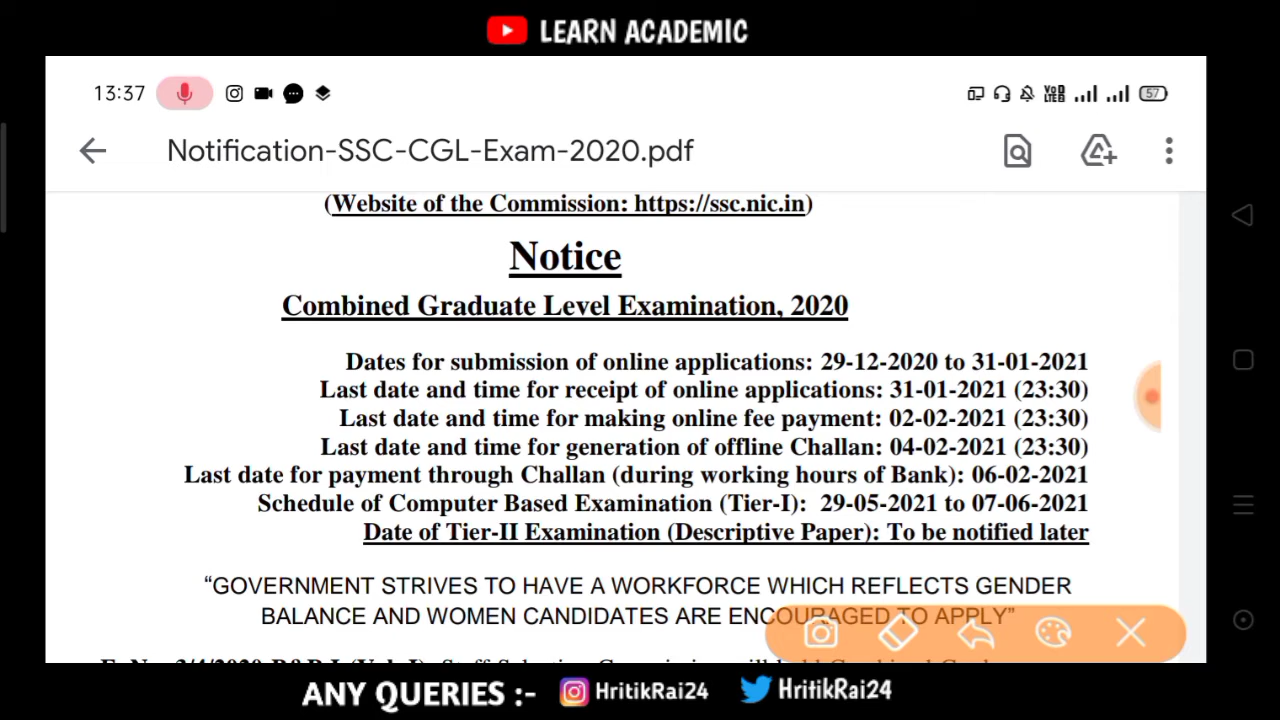 LEARN ACADEMIC
13:37 VoD LTED 57
Notification-SSC-CGL-Exam-2020.pdf
(Website of the Commission: https://ssc.nic.in)
Notice
Combined Graduate Level Examination, 2020
Dates for submission of online applications: 29-12-2020 to 31-01-2021
Last date and time for receipt of online applications: 31-01-2021 (23:30)
Last date and time for making online fee payment: 02-02-2021 (23:30)
Last date and time for generation of offline Challan: 04-02-2021 (23:30)
Last date for payment through Challan (during working hours of Bank): 06-02-2021
Schedule of Computer Based Examination (Tier-I): 29-05-2021 to 07-06-2021
Date of Tier-II Examination (Descriptive Paper): To be notified later
“GOVERNMENT STRIVES TO HAVE A WORKFORCE WHICH REFLECTS GENDER
BALANCE AND WOMEN CANDIDATES ARE ENCOURAGED TO APPLY”
ANY QUERIES :- HritikRai24 HritikRai24